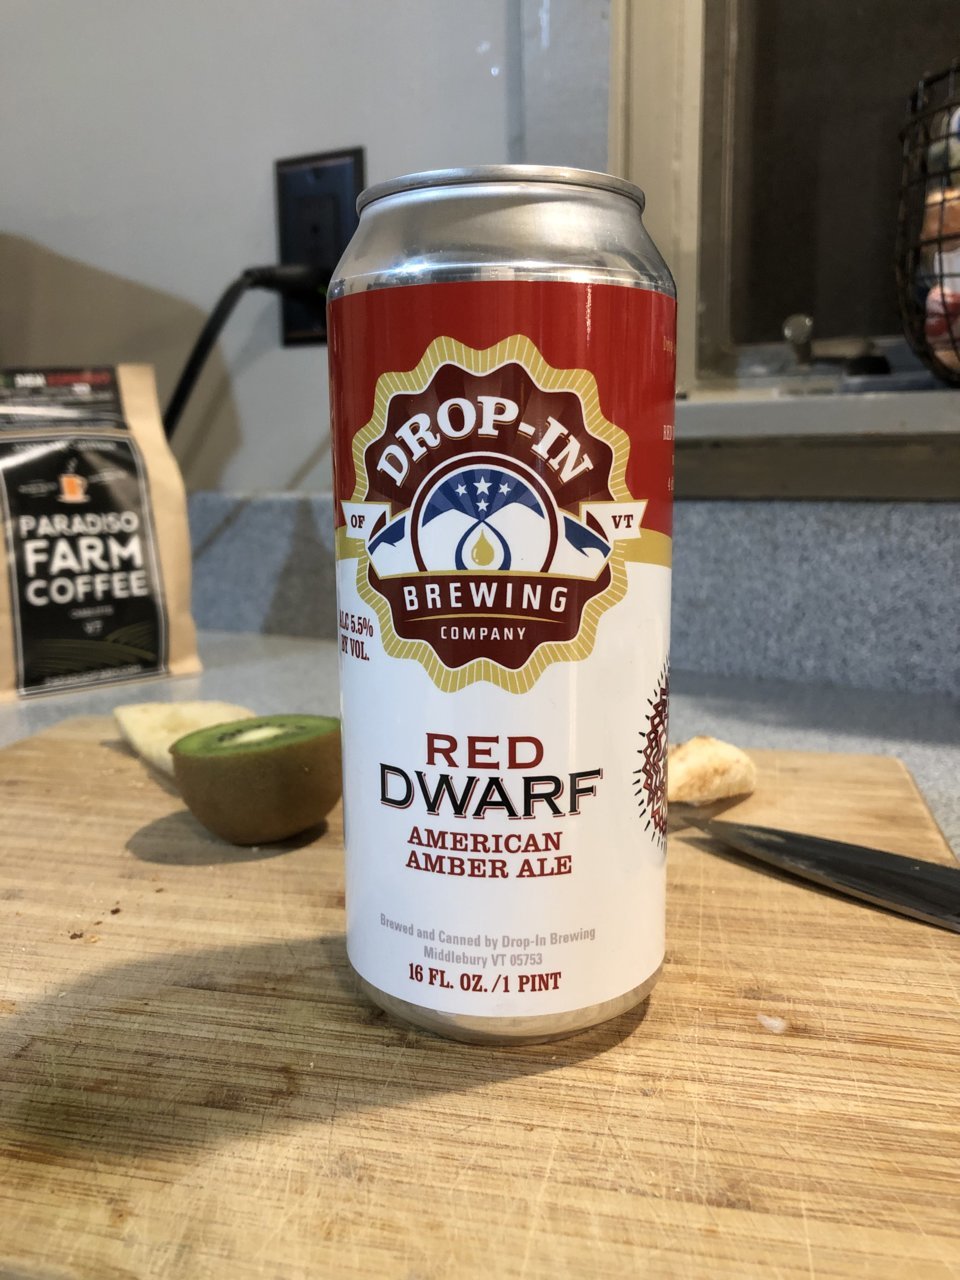 DROP-IN
OF VT
BREWING
COMPANY
ALC 5.5%
BY VOL.
RED
DWARF
AMERICAN
AMBER ALE
Brewed and Canned by Drop-In Brewing
Middlebury VT 05753
16 FL. OZ./1 PINT
PARADISO
FARM
COFFEE
VT